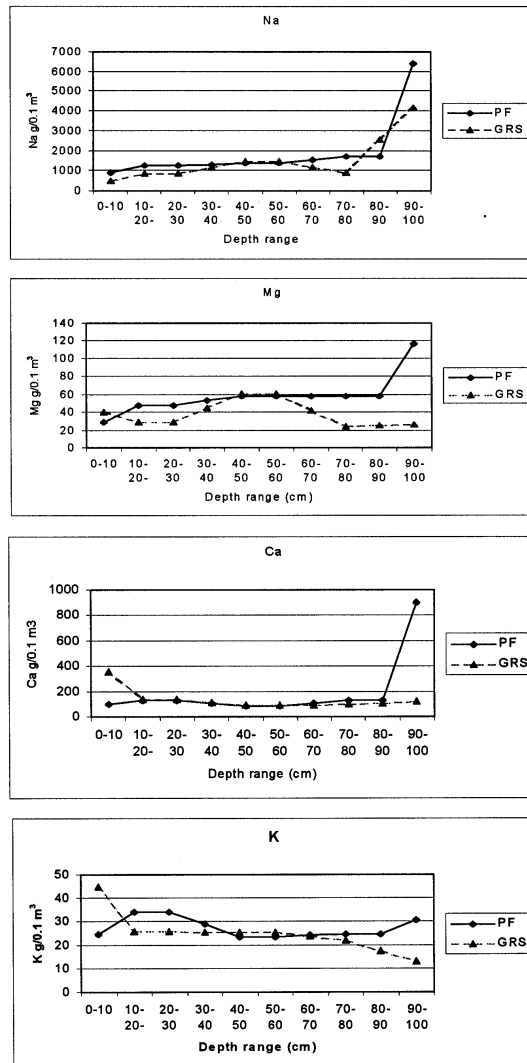 Na
Na g/0.1 m³
7000
6000
5000
4000
3000
2000
1000
0
0-10 10- 20- 30- 40- 50- 60- 70- 80- 90-
20- 30 40 50 60 70 80 90 100
Depth range
PF
GRS
Mg
Mg g/0.1 m³
140
120
100
80
60
40
20
0
0-10 10- 20- 30- 40- 50- 60- 70- 80- 90-
20- 30 40 50 60 70 80 90 100
Depth range (cm)
PF
GRS
Ca
Ca g/0.1 m3
1000
800
600
400
200
0
0-10 10- 20- 30- 40- 50- 60- 70- 80- 90-
20- 30 40 50 60 70 80 90 100
Depth range (cm)
PF
GRS
K
K g/0.1 m³
50
40
30
20
10
0
0-10 10- 20- 30- 40- 50- 60- 70- 80- 90-
20- 30 40 50 60 70 80 90 100
Depth range (cm)
PF
GRS